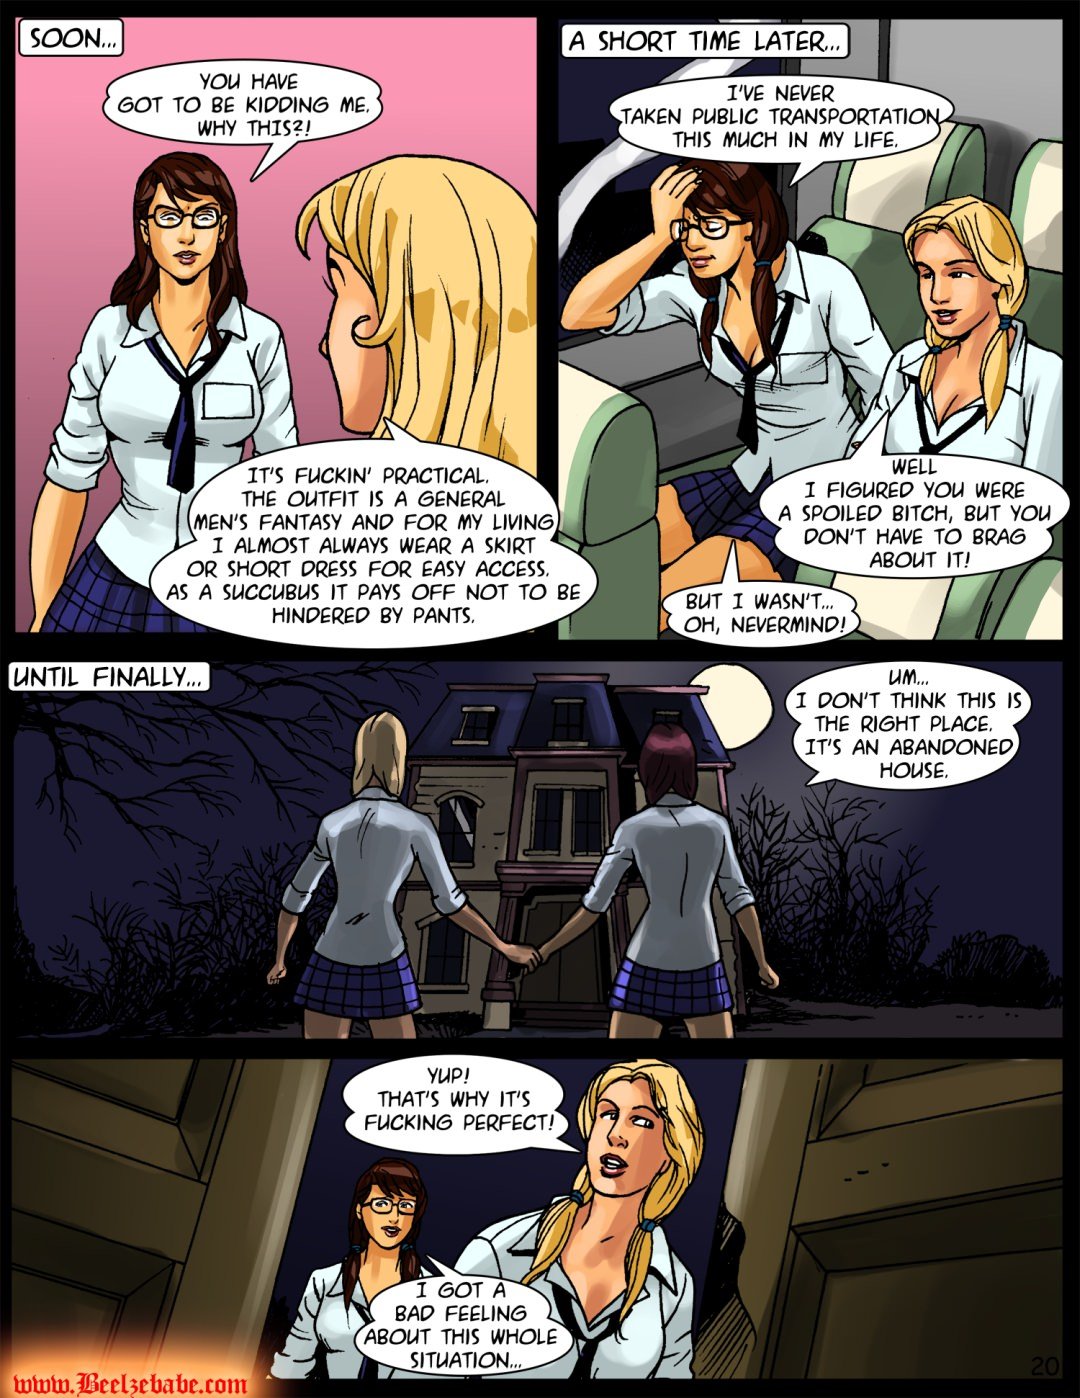 SOON...
YOU HAVE
GOT TO BE KIDDING ME.
WHY THIS?!
IT'S FUCKIN' PRACTICAL.
THE OUTFIT IS A GENERAL
MEN'S FANTASY AND FOR MY LIVING
I ALMOST ALWAYS WEAR A SKIRT
OR SHORT DRESS FOR EASY ACCESS.
AS A SUCCUBUS IT PAYS OFF NOT TO BE
HINDERED BY PANTS.
A SHORT TIME LATER...
I'VE NEVER
TAKEN PUBLIC TRANSPORTATION
THIS MUCH IN MY LIFE.
WELL
I FIGURED YOU WERE
A SPOILED BITCH, BUT YOU
DON'T HAVE TO BRAG
ABOUT IT!
BUT I WASN'T...
OH, NEVERMIND!
UNTIL FINALLY...
UM...
I DON'T THINK THIS IS
THE RIGHT PLACE.
IT'S AN ABANDONED
HOUSE.
YUP!
THAT'S WHY IT'S
FUCKING PERFECT!
I GOT A
BAD FEELING
ABOUT THIS WHOLE
SITUATION...
20
www.Beelzebabe.com